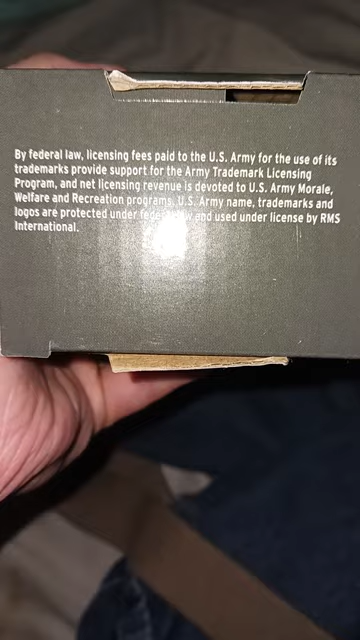 By federal law, licensing fees paid to the U.S. Army for the use of its
trademarks provide support for the Army Trademark Licensing
Program, and net licensing revenue is devoted to U.S. Army Morale,
Welfare and Recreation programs. U.S. Army name, trademarks and
logos are protected under federal law and used under license by RMS
International.